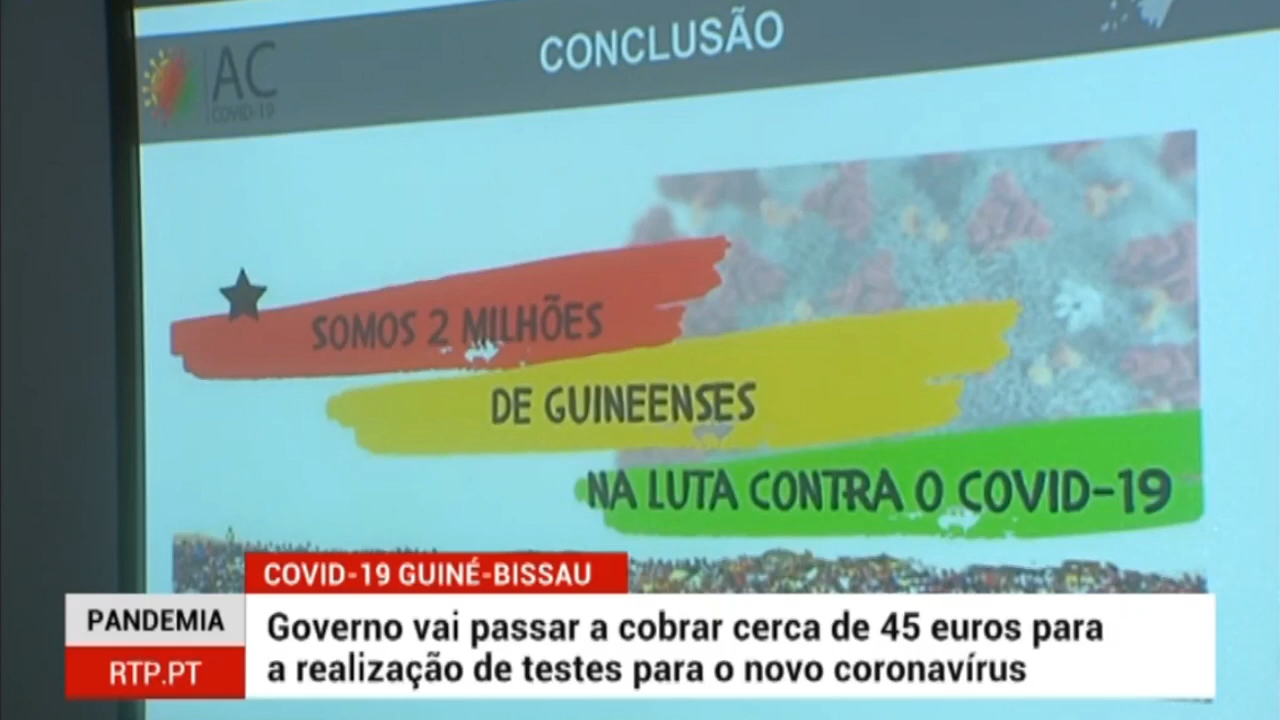 AC
COVID-19
CONCLUSÃO
SOMOS 2 MILHÕES
DE GUINEENSES
NA LUTA CONTRA O COVID-19
COVID-19 GUINÉ-BISSAU
PANDEMIA
RTP.PT
Governo vai passar a cobrar cerca de 45 euros para
a realização de testes para o novo coronavírus